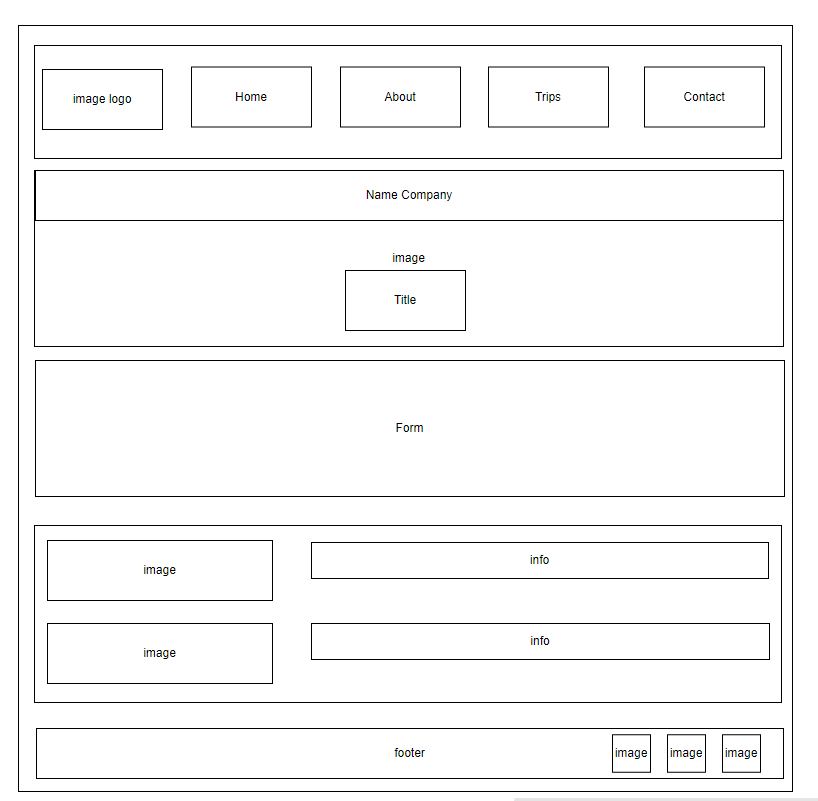 image logo
Home
About
Trips
Contact
Name Company
image
Title
Form
image
info
image
info
footer
image
image
image